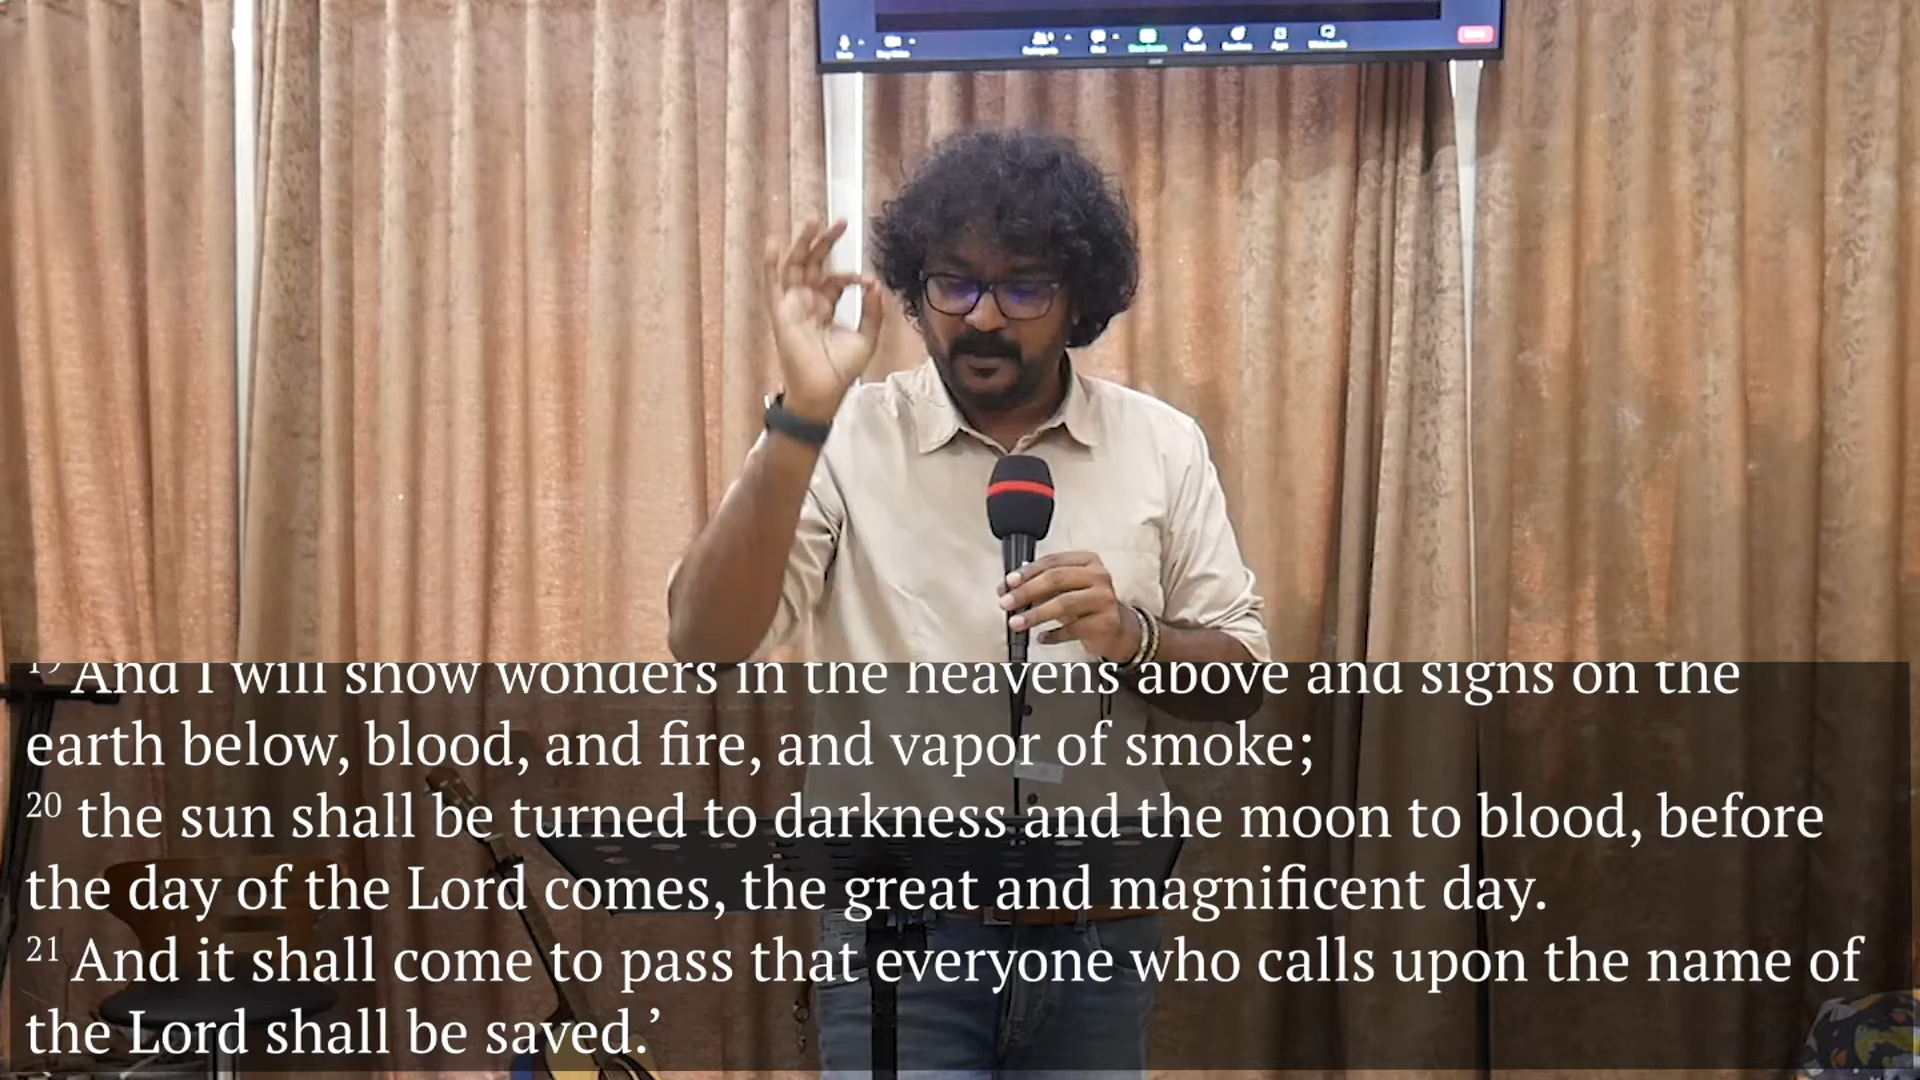 19 And I will show wonders in the heavens above and signs on the
earth below, blood, and fire, and vapor of smoke;
20 the sun shall be turned to darkness and the moon to blood, before
the day of the Lord comes, the great and magnificent day.
21 And it shall come to pass that everyone who calls upon the name of
the Lord shall be saved.’